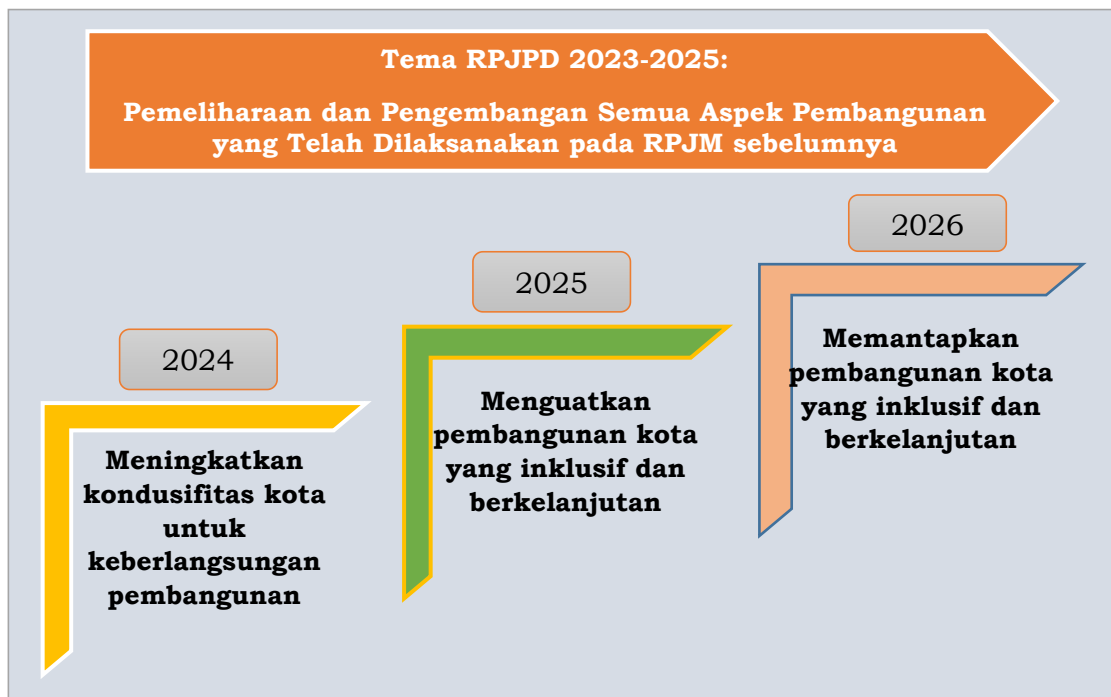 Tema RPJPD 2023-2025:
Pemeliharaan dan Pengembangan Semua Aspek Pembangunan
yang Telah Dilaksanakan pada RPJM sebelumnya
2024
Meningkatkan
kondusifitas kota
untuk
keberlangsungan
pembangunan
2025
Menguatkan
pembangunan kota
yang inklusif dan
berkelanjutan
2026
Memantapkan
pembangunan kota
yang inklusif dan
berkelanjutan